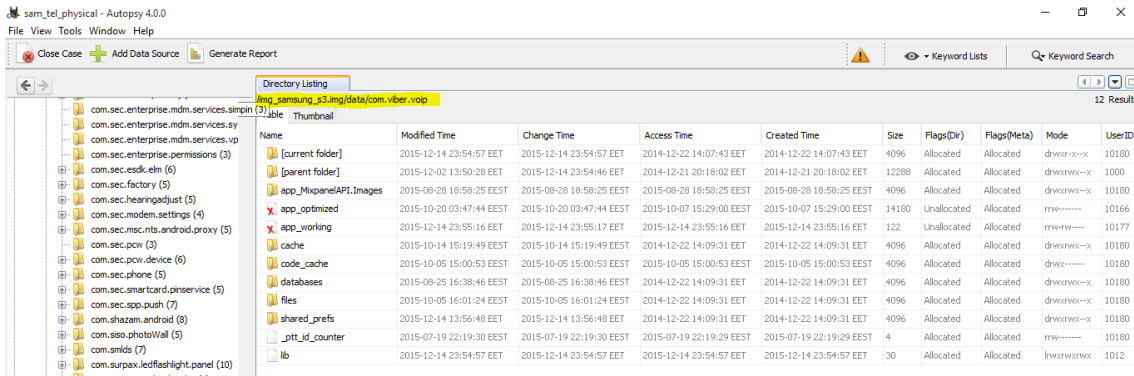 sam_tel_physical - Autopsy 4.0.0
File View Tools Window Help
Close Case Add Data Source Generate Report Keyword Lists Keyword Search
Directory Listing
/img_samsung_s3.img/data/com.viber.voip
12 Result
Thumbnail
com.sec.enterprise.mdm.services.simpin (3)
com.sec.enterprise.mdm.services.sy
com.sec.enterprise.mdm.services.vp
com.sec.enterprise.permissions (3)
com.sec.esdk.elm (6)
com.sec.factory (5)
com.sec.hearingadjust (5)
com.sec.modem.settings (4)
com.sec.msc.nts.android.proxy (5)
com.sec.pcw (3)
com.sec.pcw.device (6)
com.sec.phone (5)
com.sec.smartcard.pinservice (5)
com.sec.spp.push (7)
com.shazam.android (8)
com.siso.photoWall (5)
com.smlds (7)
com.surpax.ledflashlight.panel (10)
Name Modified Time Change Time Access Time Created Time Size Flags(Dir) Flags(Meta) Mode UserID
[current folder] 2015-12-14 23:54:57 EET 2015-12-14 23:54:57 EET 2014-12-22 14:07:43 EET 2014-12-22 14:07:43 EET 4096 Allocated Allocated drwxr-x--x 10180
[parent folder] 2015-12-02 13:50:28 EET 2015-12-14 23:54:46 EET 2014-12-21 20:18:02 EET 2014-12-21 20:18:02 EET 12288 Allocated Allocated drwxrwx--x 1000
app_MixpanelAPI.Images 2015-08-28 18:58:25 EEST 2015-08-28 18:58:25 EEST 2015-08-28 18:58:25 EEST 2015-08-28 18:58:25 EEST 4096 Allocated Allocated drwxrwx--x 10180
app_optimized 2015-10-20 03:47:44 EEST 2015-10-20 03:47:44 EEST 2015-10-07 15:29:00 EEST 2015-10-07 15:29:00 EEST 14180 Unallocated Allocated rrw------- 10166
app_working 2015-12-14 23:55:16 EET 2015-12-14 23:55:17 EET 2015-12-14 23:55:16 EET 2015-12-14 23:55:16 EET 122 Unallocated Allocated rrw-rw---- 10177
cache 2015-10-14 15:19:49 EEST 2015-10-14 15:19:49 EEST 2014-12-22 14:09:31 EET 2014-12-22 14:09:31 EET 4096 Allocated Allocated drwxrwx--x 10180
code_cache 2015-10-05 15:00:53 EEST 2015-10-05 15:00:53 EEST 2015-10-05 15:00:53 EEST 2015-10-05 15:00:53 EEST 4096 Allocated Allocated drwx------ 10180
databases 2015-08-25 16:38:46 EEST 2015-08-25 16:38:46 EEST 2014-12-22 14:09:31 EET 2014-12-22 14:09:31 EET 4096 Allocated Allocated drwxrwx--x 10180
files 2015-10-05 16:01:24 EEST 2015-10-05 16:01:24 EEST 2014-12-22 14:09:31 EET 2014-12-22 14:09:31 EET 4096 Allocated Allocated drwxrwx--x 10180
shared_prefs 2015-12-14 13:56:48 EET 2015-12-14 13:56:48 EET 2014-12-22 14:09:31 EET 2014-12-22 14:09:31 EET 4096 Allocated Allocated drwxrwx--x 10180
_ptt_id_counter 2015-07-19 22:19:30 EEST 2015-07-19 22:19:30 EEST 2015-07-19 22:19:29 EEST 2015-07-19 22:19:29 EEST 4 Allocated Allocated rrw------- 10180
lib 2015-12-14 23:54:57 EET 2015-12-14 23:54:57 EET 2015-12-14 23:54:57 EET 2015-12-14 23:54:57 EET 30 Allocated Allocated lrwxrwxrwx 1012